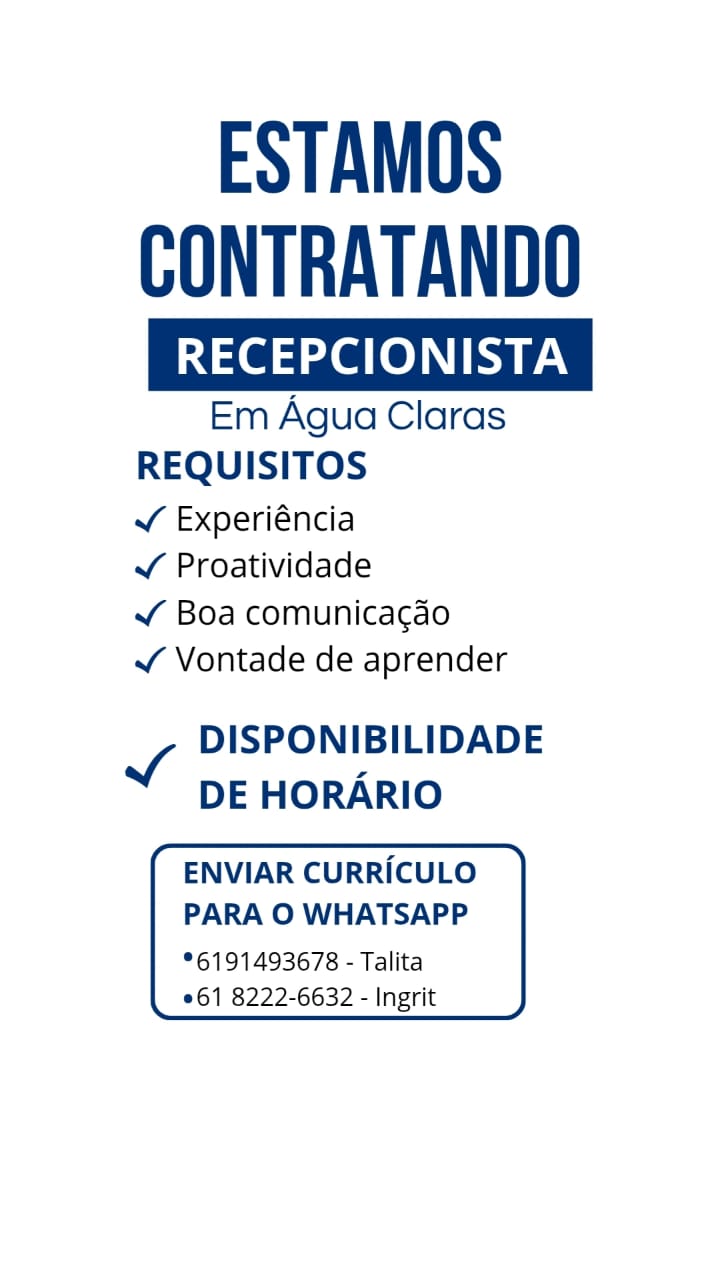 ESTAMOS
CONTRATANDO
RECEPCIONISTA
Em Água Claras
REQUISITOS
Experiência
Proatividade
Boa comunicação
Vontade de aprender
DISPONIBILIDADE
DE HORÁRIO
ENVIAR CURRÍCULO
PARA O WHATSAPP
•6191493678 - Talita
•61 8222-6632 - Ingrit